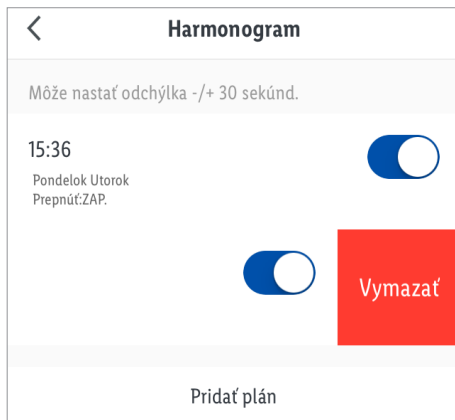 Harmonogram
Môže nastať odchýlka -/+ 30 sekúnd.
15:36
Pondelok Utorok
Prepnúť:ZAP.
Vymazať
Pridať plán